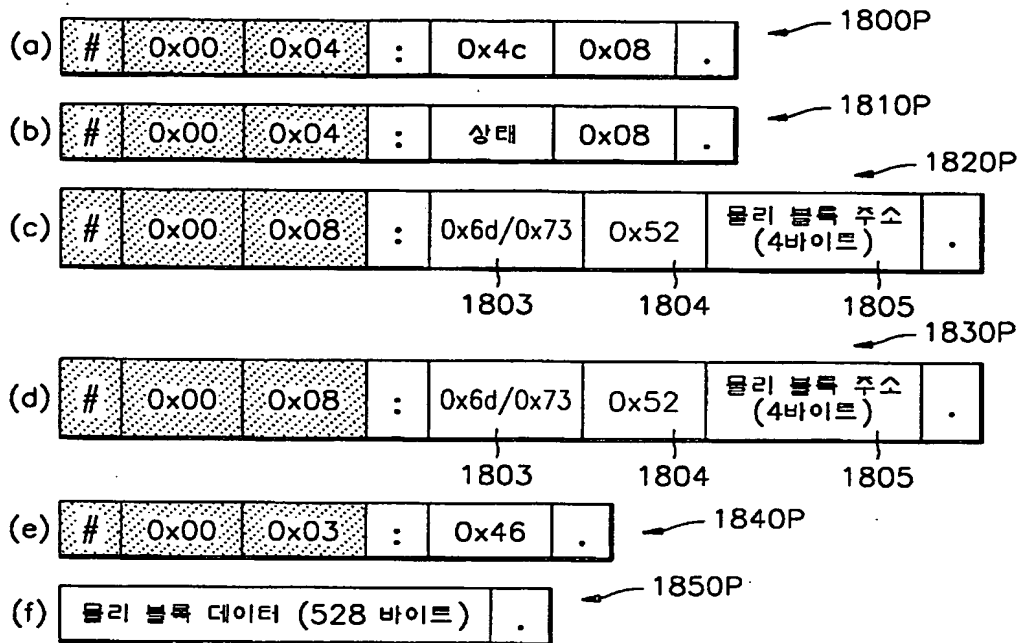 (a) # 0x00 0x04 : 0x4c 0x08 . 1800P
(b) # 0x00 0x04 : 상태 0x08 . 1810P
(c) # 0x00 0x08 : 0x6d/0x73 0x52 물리 블록 주소 (4바이트) . 1820P
1803 1804 1805
(d) # 0x00 0x08 : 0x6d/0x73 0x52 물리 블록 주소 (4바이트) . 1830P
1803 1804 1805
(e) # 0x00 0x03 : 0x46 . 1840P
(f) 물리 블록 데이터 (528 바이트) . 1850P